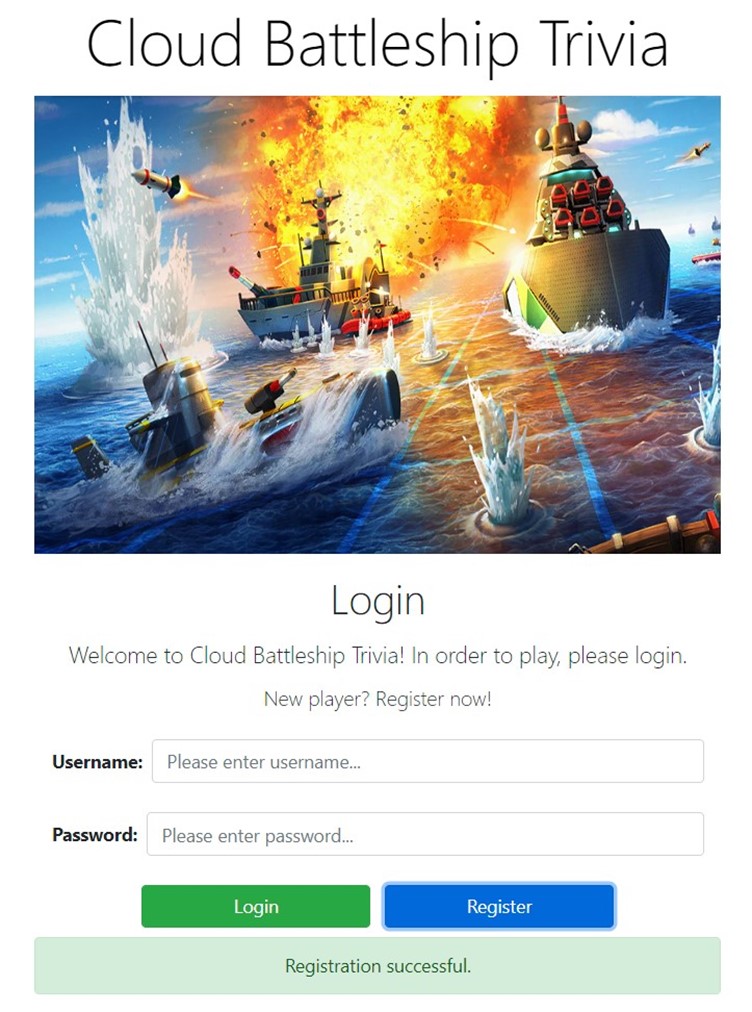 Cloud Battleship Trivia
Login
Welcome to Cloud Battleship Trivia! In order to play, please login.
New player? Register now!
Username: Please enter username...
Password: Please enter password...
Login Register
Registration successful.